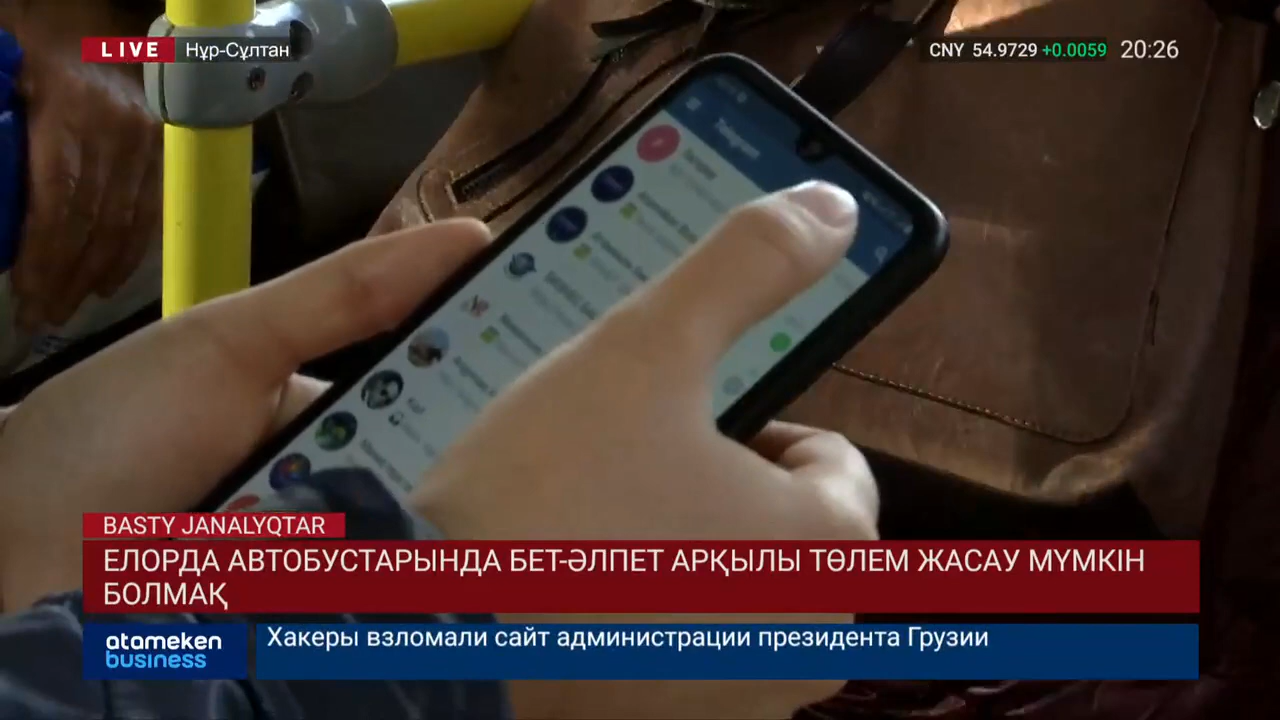 LIVE Нұр-Сұлтан
CNY 54.9729 +0.0059 20:26
Telegram
BASTY JANALYQTAR
ЕЛОРДА АВТОБУСТАРЫНДА БЕТ-ӘЛПЕТ АРҚЫЛЫ ТӨЛЕМ ЖАСАУ МҮМКІН
БОЛМАҚ
atameken
business
Хакеры взломали сайт администрации президента Грузии